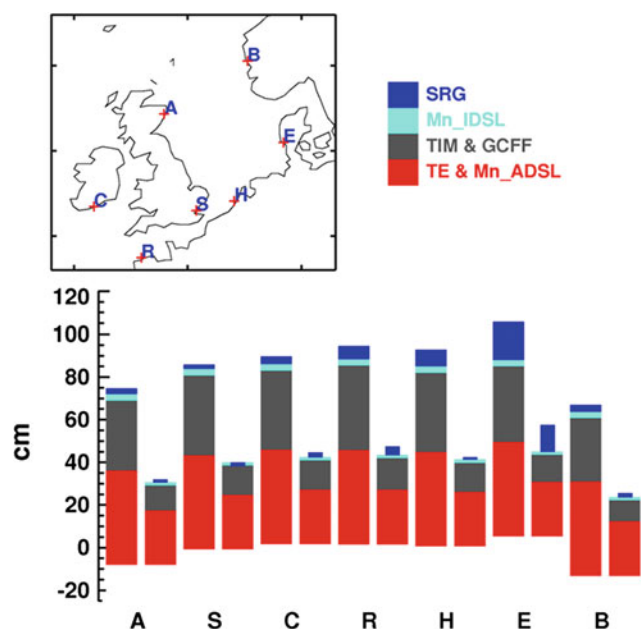 B
A
E
C
S
H
R
SRG
Mn_IDSL
TIM & GCFF
TE & Mn_ADSL
120
100
80
60
40
20
0
-20
cm
A S C R H E B